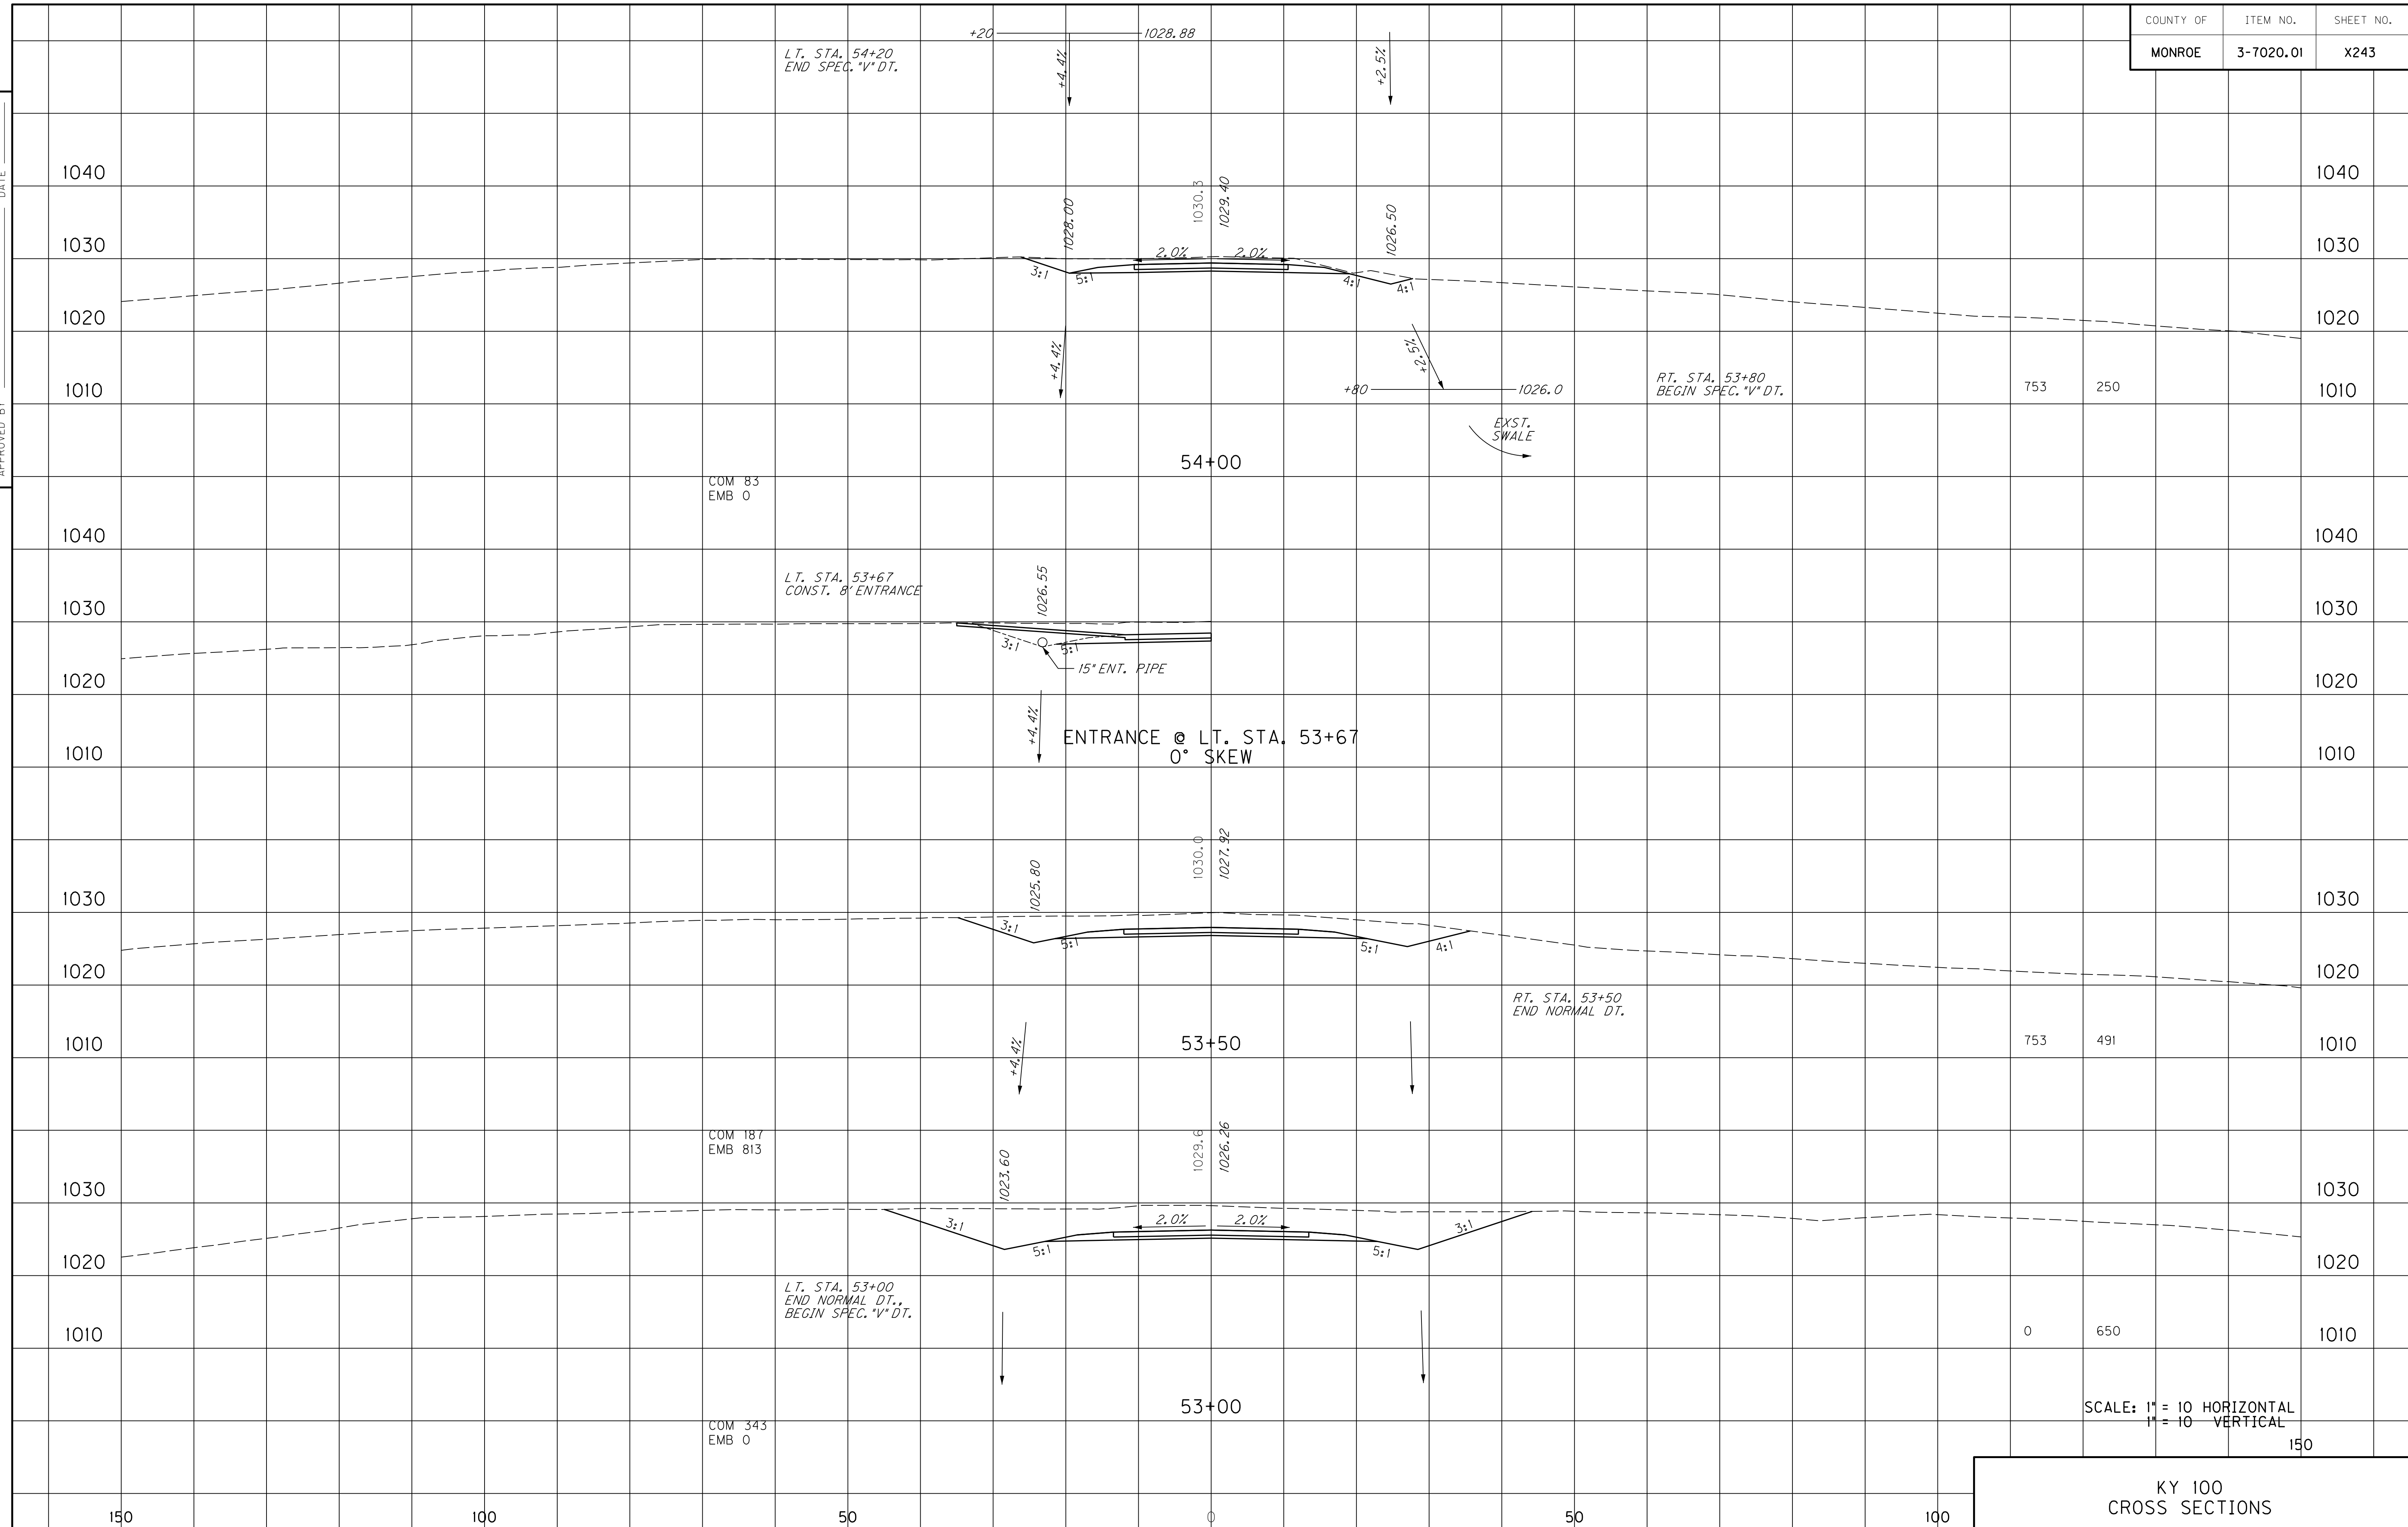 COUNTY OF ITEM NO. SHEET NO.
MONROE 3-7020.01 X243
APPROVED BY DATE
+20 1028.88
LT. STA. 54+20
END SPEC. "V" DT.
+4.4%
+2.5%
1040 1040
1028.00
1030.3
1029.40
1026.50
1030 1030
2.0% 2.0%
3:1 5:1 4:1 4:1
1020 1020
+4.4%
+2.5%
RT. STA. 53+80
BEGIN SPEC. "V" DT.
+80 1026.0
1010 753 250 1010
EXST.
SWALE
54+00
COM 83
EMB 0
1040 1040
LT. STA. 53+67
CONST. 8' ENTRANCE
1026.55
1030 1030
3:1 5:1
15" ENT. PIPE
1020 1020
+4.4%
ENTRANCE @ LT. STA. 53+67
0° SKEW
1010 1010
1025.80
1030.0
1027.92
1030 1030
3:1 5:1 5:1 4:1
1020 1020
RT. STA. 53+50
END NORMAL DT.
1010 53+50 753 491 1010
+4.4%
COM 187
EMB 813
1023.60
1029.6
1026.26
1030 1030
3:1 2.0% 2.0% 3:1
5:1 5:1
1020 1020
LT. STA. 53+00
END NORMAL DT.,
BEGIN SPEC. "V" DT.
1010 0 650 1010
53+00
COM 343
EMB 0
SCALE: 1" = 10 HORIZONTAL
1" = 10 VERTICAL
150
KY 100
CROSS SECTIONS
150 100 50 0 50 100